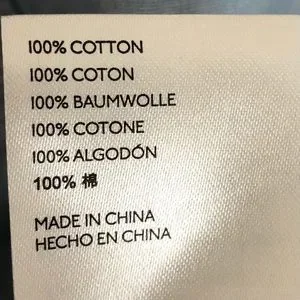 100% COTTON
100% COTON
100% BAUMWOLLE
100% COTONE
100% ALGODÓN
100% 棉
MADE IN CHINA
HECHO EN CHINA